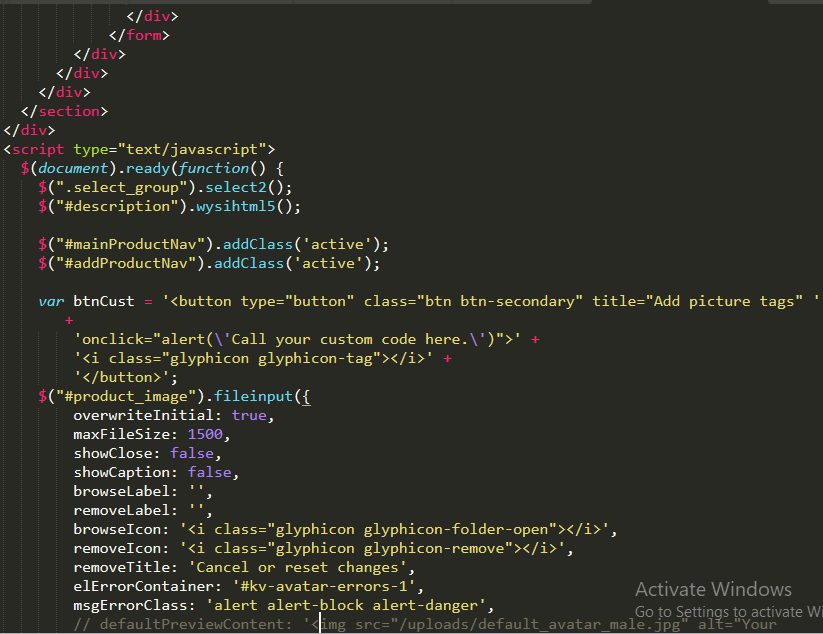 </div>
</form>
</div>
</div>
</div>
</section>
</div>
<script type="text/javascript">
$(document).ready(function() {
$(".select_group").select2();
$("#description").wysihtml5();
$("#mainProductNav").addClass('active');
$("#addProductNav").addClass('active');
var btnCust = '<button type="button" class="btn btn-secondary" title="Add picture tags" '
+
'onclick="alert(\'Call your custom code here.\')">' +
'<i class="glyphicon glyphicon-tag"></i>' +
'</button>';
$("#product_image").fileinput({
overwriteInitial: true,
maxFileSize: 1500,
showClose: false,
showCaption: false,
browseLabel: '',
removeLabel: '',
browseIcon: '<i class="glyphicon glyphicon-folder-open"></i>',
removeIcon: '<i class="glyphicon glyphicon-remove"></i>',
removeTitle: 'Cancel or reset changes',
elErrorContainer: '#kv-avatar-errors-1',
msgErrorClass: 'alert alert-block alert-danger',
// defaultPreviewContent: '<img src="/uploads/default_avatar_male.jpg" alt="Your
Activate Windows
Go to Settings to activate Wi